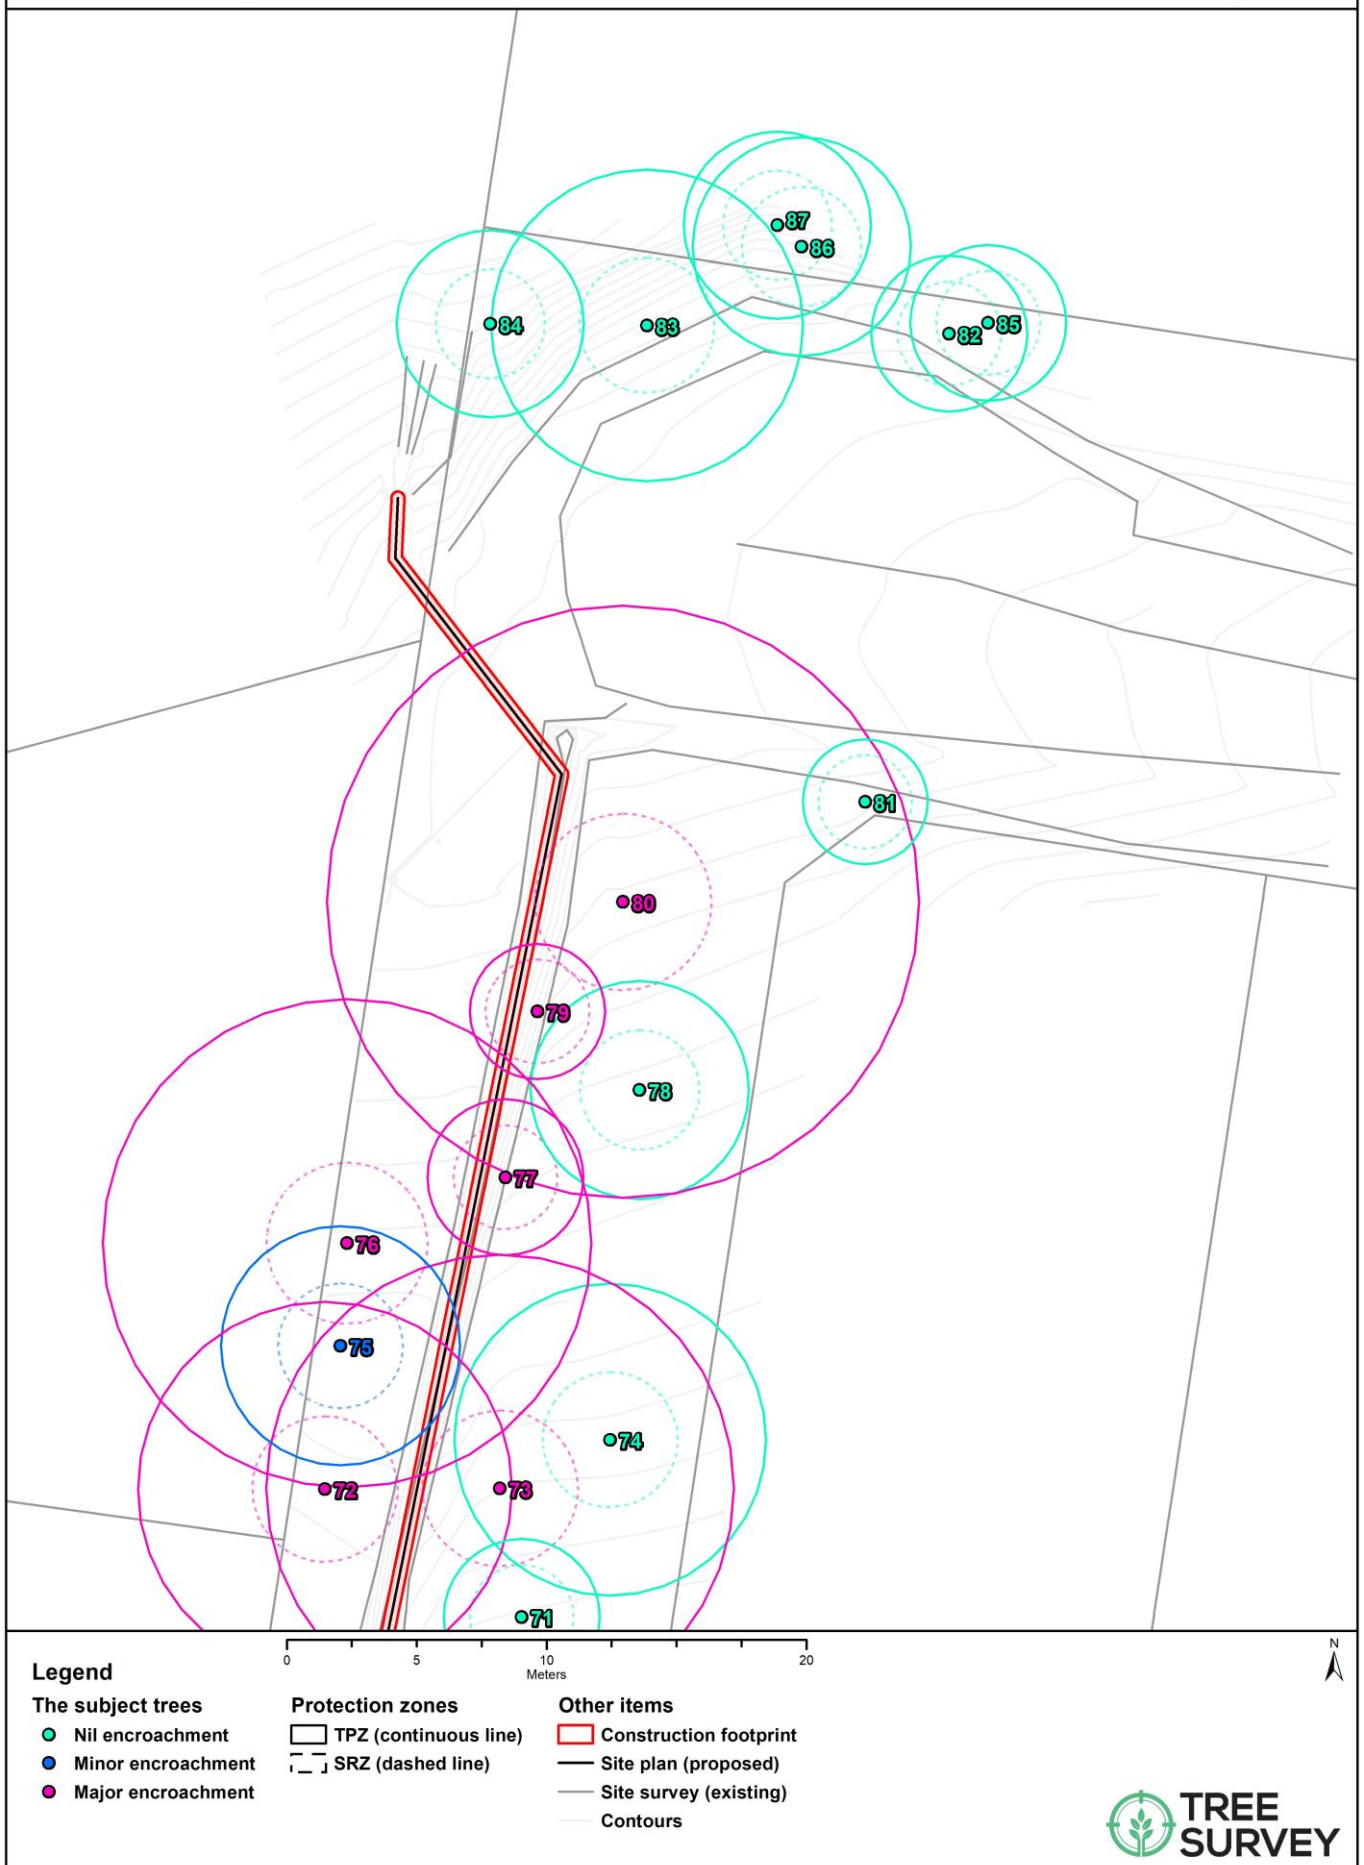 87
86
84
83
85
82
81
80
79
78
77
76
75
74
72
73
71
0 5 10 20
Meters
N
Legend
The subject trees
Nil encroachment
Minor encroachment
Major encroachment
Protection zones
TPZ (continuous line)
SRZ (dashed line)
Other items
Construction footprint
Site plan (proposed)
Site survey (existing)
Contours
TREE
SURVEY